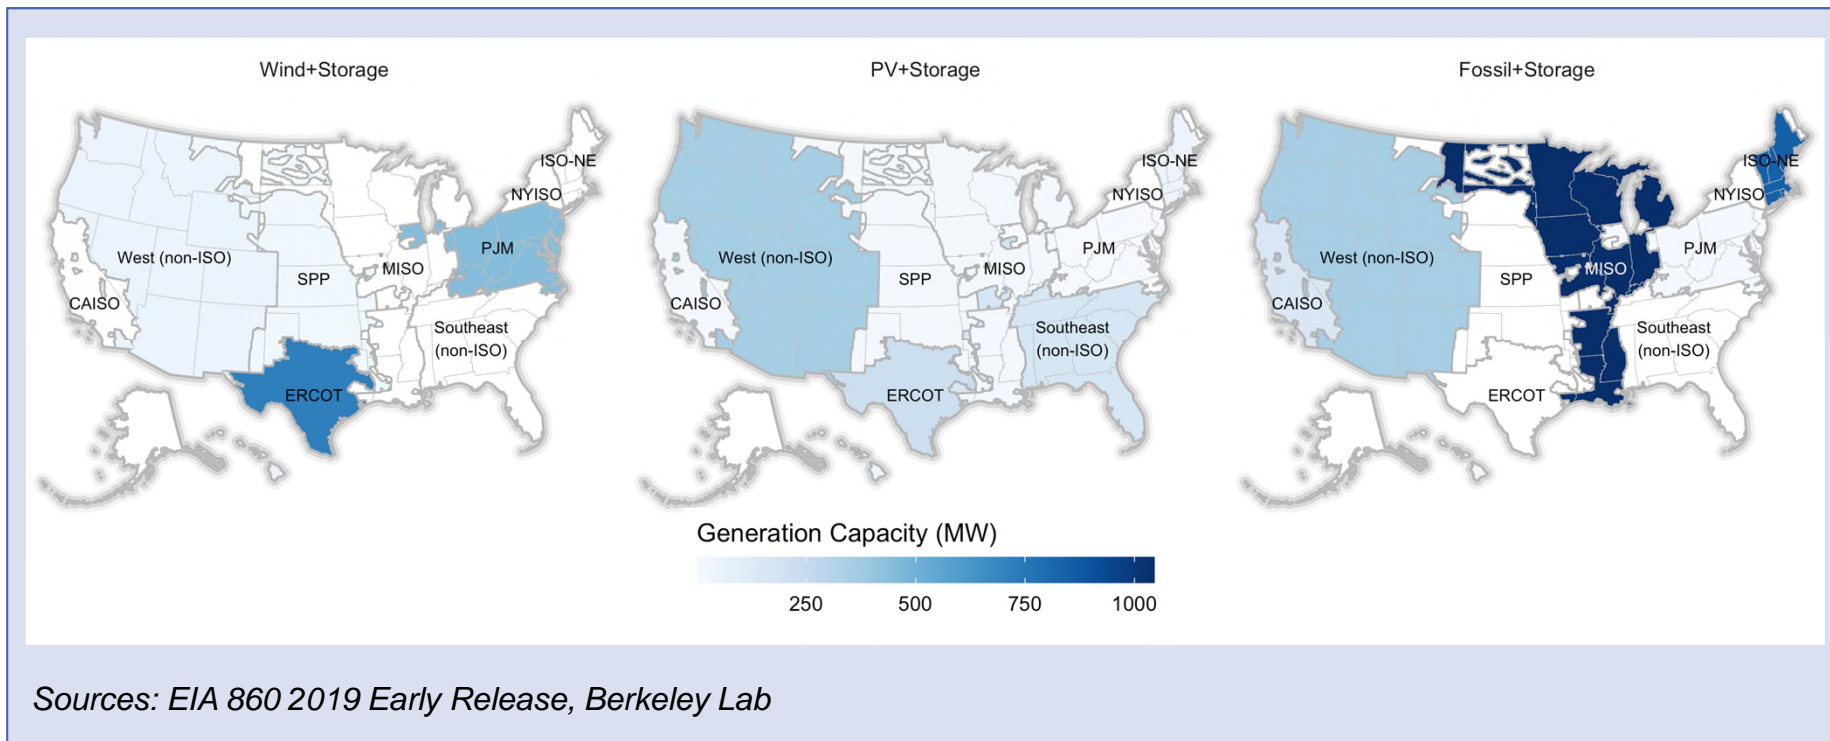 Wind+Storage
PV+Storage
Fossil+Storage
ISO-NE
NYISO
PJM
West (non-ISO)
MISO
SPP
CAISO
Southeast
(non-ISO)
ERCOT
ISO-NE
NYISO
PJM
West (non-ISO)
MISO
SPP
CAISO
Southeast
(non-ISO)
ERCOT
ISO-NE
NYISO
PJM
West (non-ISO)
MISO
SPP
CAISO
Southeast
(non-ISO)
ERCOT
Generation Capacity (MW)
250 500 750 1000
Sources: EIA 860 2019 Early Release, Berkeley Lab